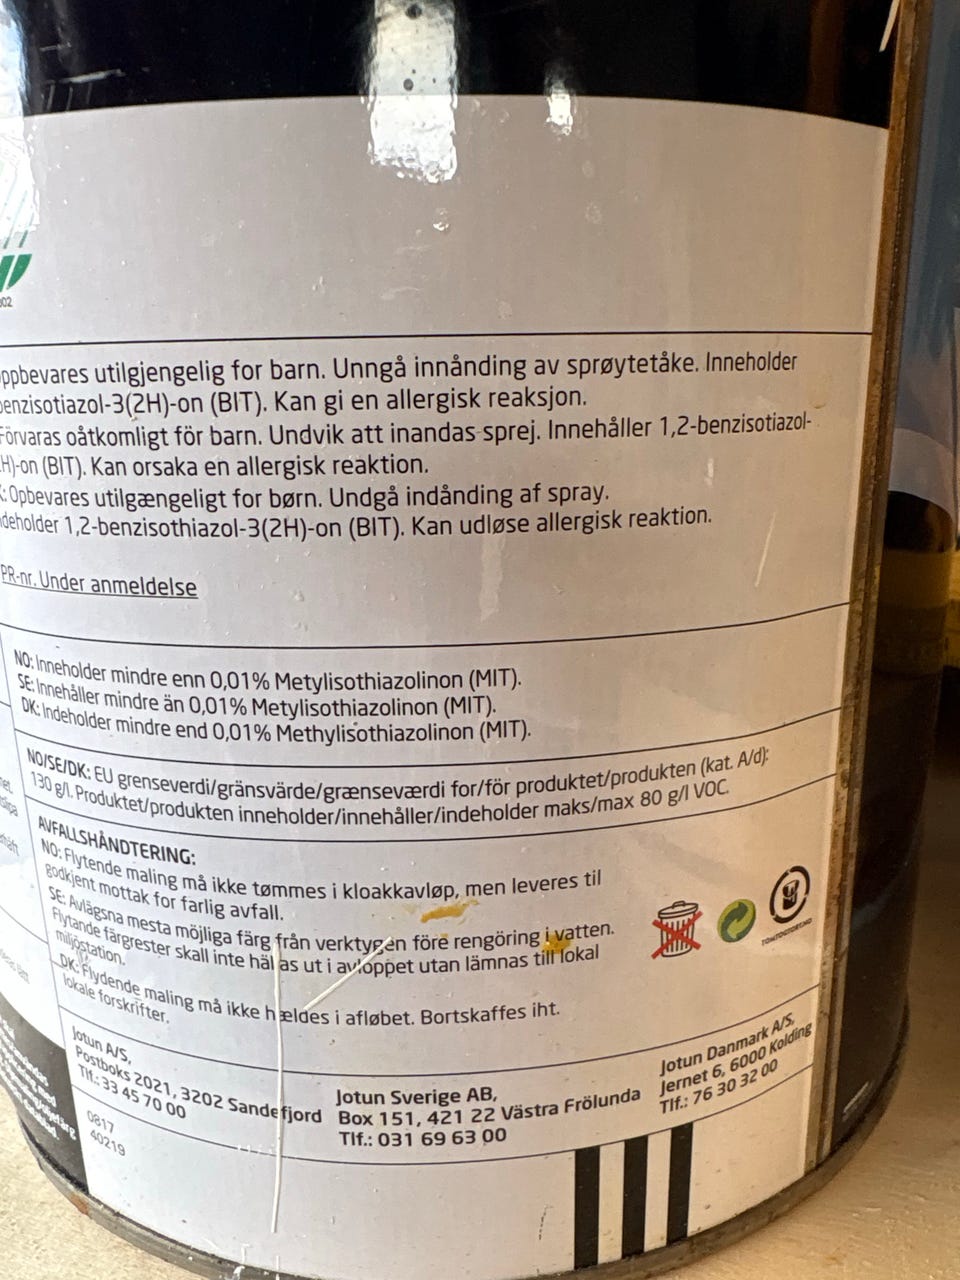 02
ppbevares utilgjengelig for barn. Unngå innånding av sprøytetåke. Inneholder
benzisotiazol-3(2H)-on (BIT). Kan gi en allergisk reaksjon.
Förvaras oåtkomligt för barn. Undvik att inandas sprej. Innehåller 1,2-benzisotiazol-
H)-on (BIT). Kan orsaka en allergisk reaktion.
: Opbevares utilgængeligt for børn. Undgå indånding af spray.
ndeholder 1,2-benzisothiazol-3(2H)-on (BIT). Kan udløse allergisk reaktion.
PR-nr. Under anmeldelse
NO: Inneholder mindre enn 0,01% Metylisothiazolinon (MIT).
SE: Innehåller mindre än 0,01% Metylisothiazolinon (MIT).
DK: Indeholder mindre end 0,01% Methylisothiazolinon (MIT).
NO/SE/DK: EU grenseverdi/gränsvärde/grænseværdi for/för produktet/produkten (kat. A/d):
130 g/l. Produktet/produkten inneholder/innehåller/indeholder maks/max 80 g/l VOC.
AVFALLSHÅNDTERING:
NO: Flytende maling må ikke tømmes i kloakkavløp, men leveres til
godkjent mottak for farlig avfall.
SE: Avlägsna mesta möjliga färg från verktygen före rengöring i vatten.
Flytande färgrester skall inte hällas ut i avloppet utan lämnas till lokal
miljöstation.
DK: Flydende maling må ikke hældes i afløbet. Bortskaffes iht.
lokale forskrifter.
TOMTOGTORT.NO
Jotun A/S,
Postboks 2021, 3202 Sandefjord
Tlf.: 33 45 70 00
Jotun Sverige AB,
Box 151, 421 22 Västra Frölunda
Tlf.: 031 69 63 00
Jotun Danmark A/S,
Jernet 6, 6000 Kolding
Tlf.: 76 30 32 00
0817
40219